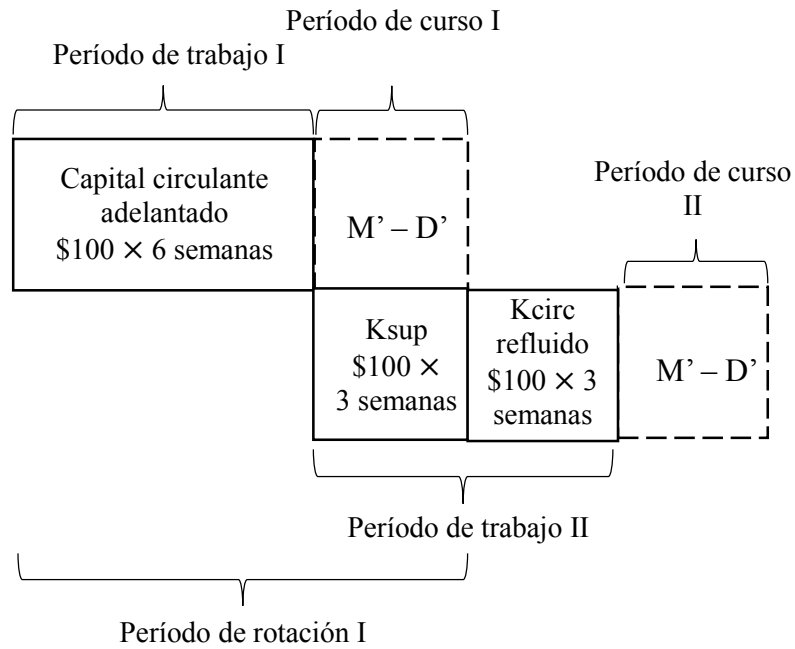 Período de curso I
Período de trabajo I
Capital circulante
adelantado
$100 × 6 semanas
M’ – D’
Período de curso
II
Ksup
$100 ×
3 semanas
Kcirc
refluido
$100 × 3
semanas
M’ – D’
Período de trabajo II
Período de rotación I